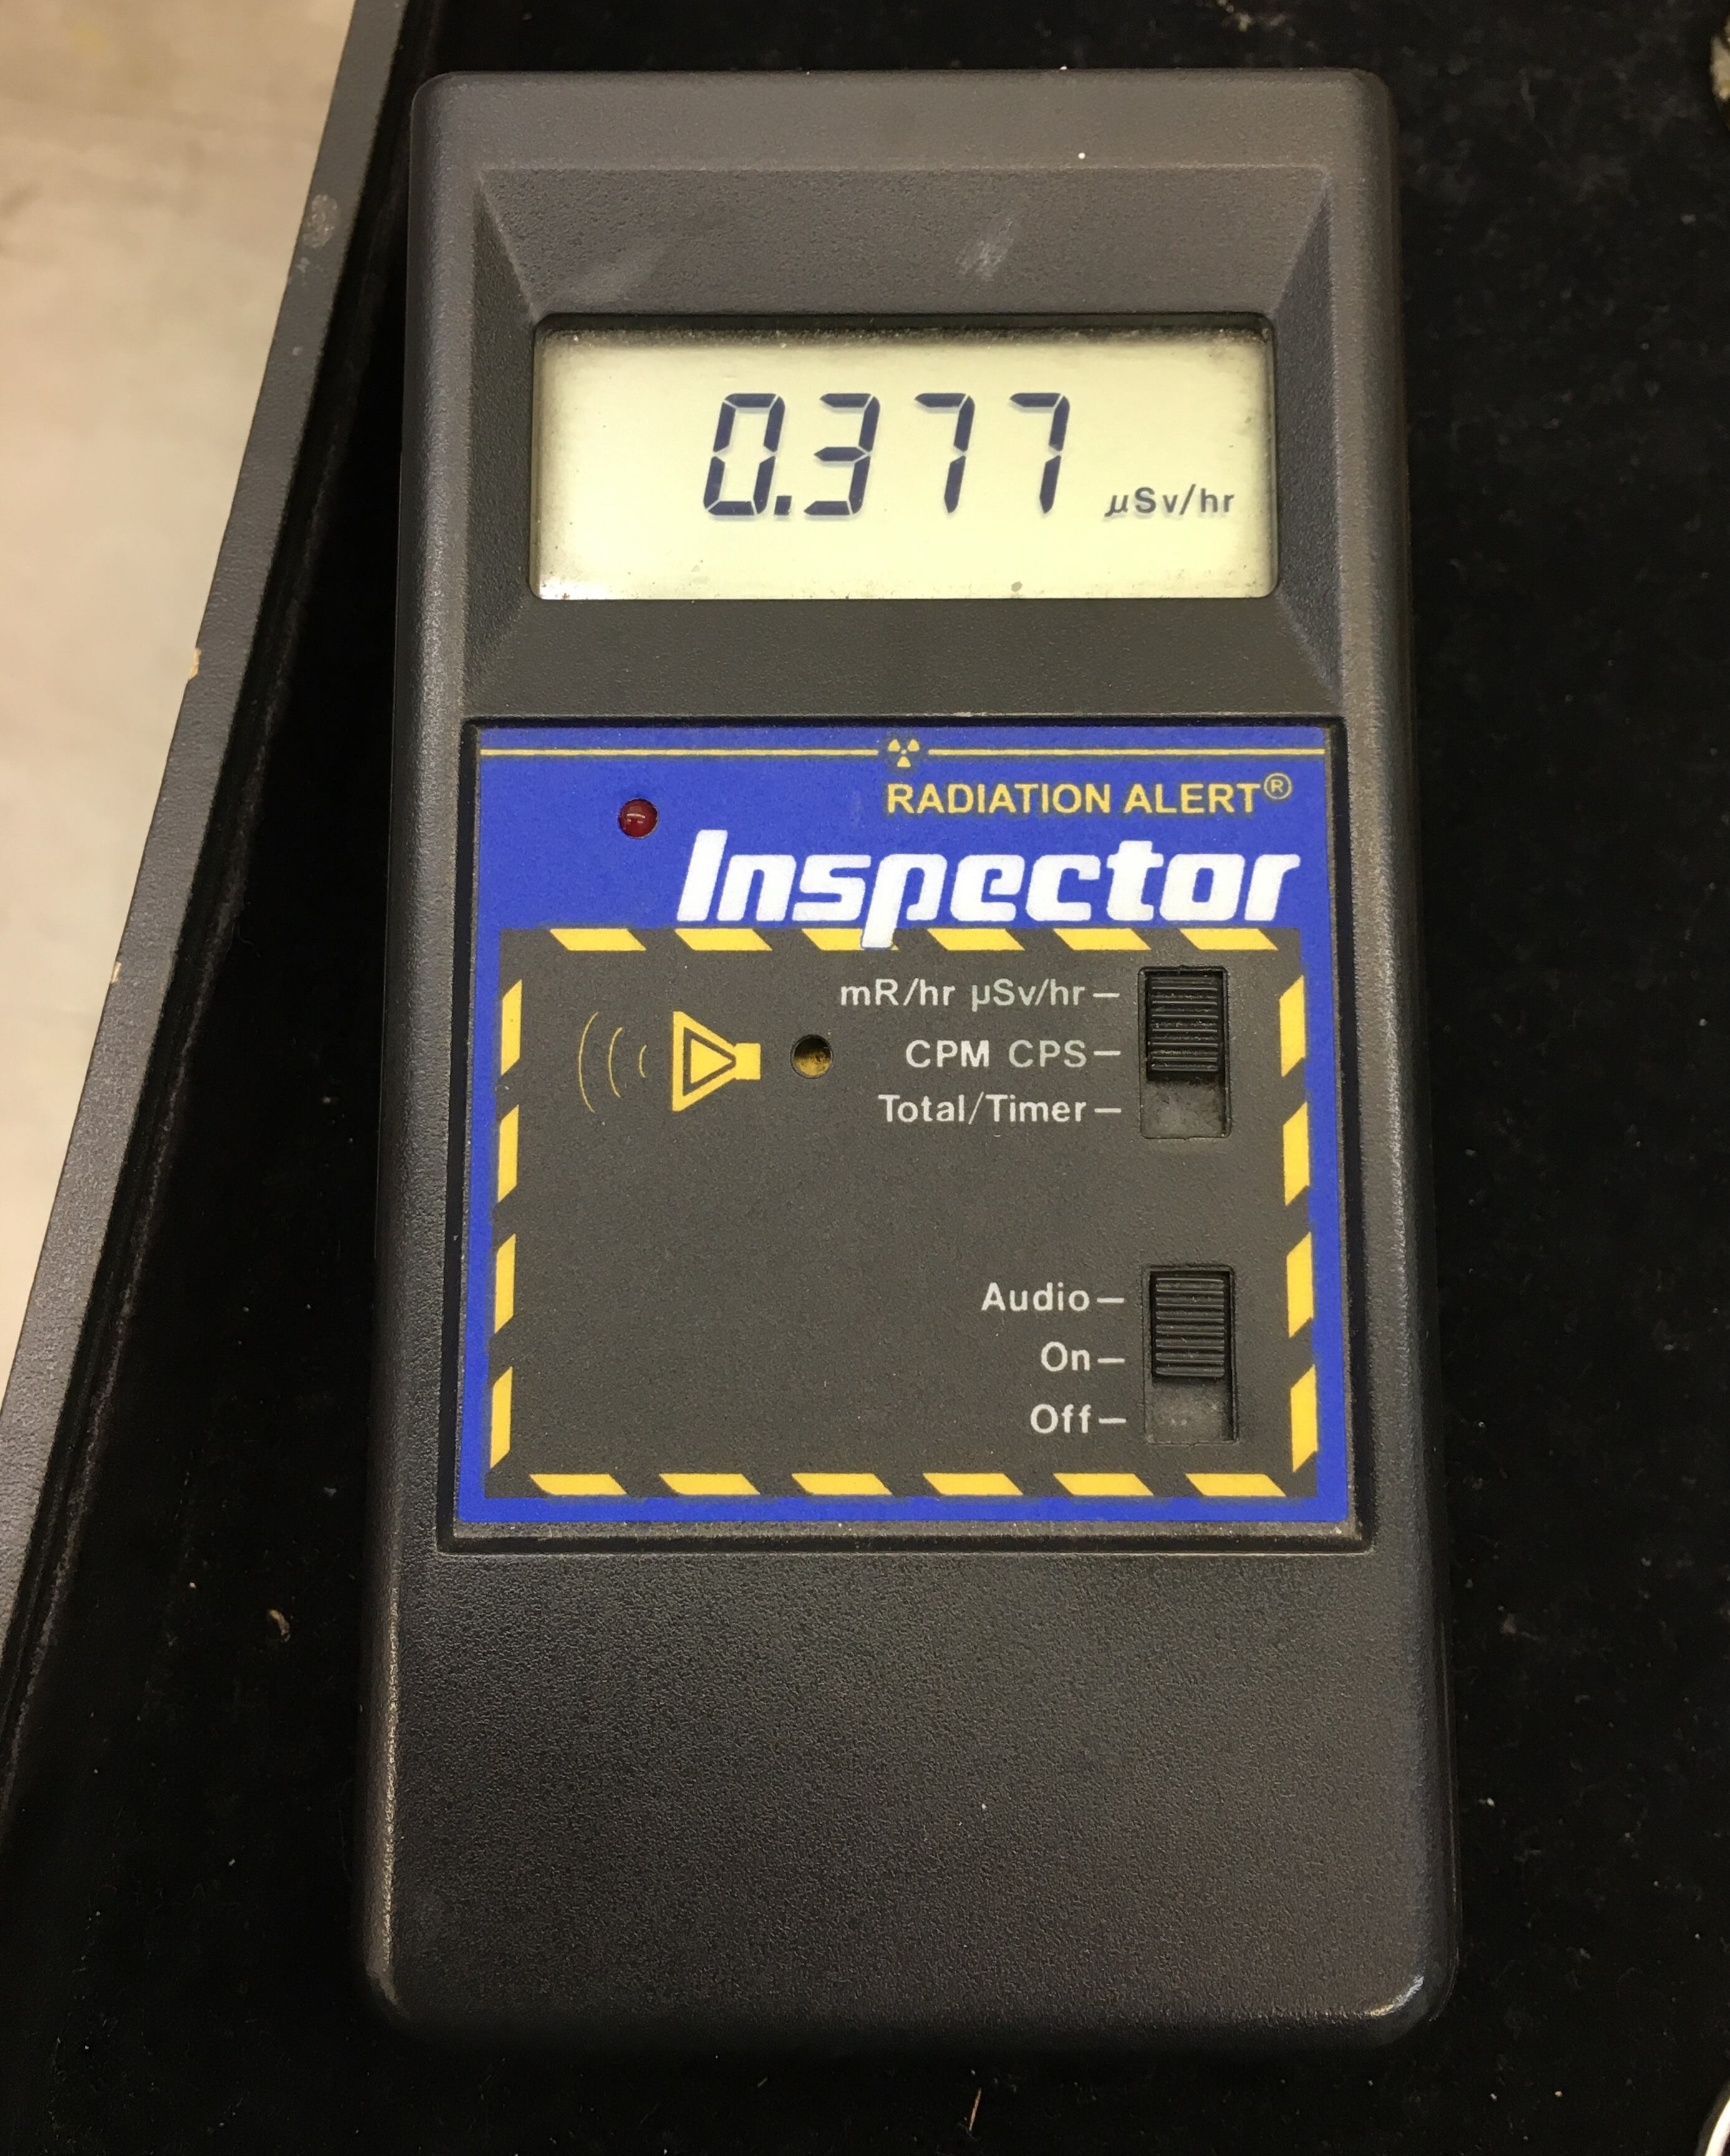 0.377 μSv/hr
RADIATION ALERT®
Inspector
mR/hr μSv/hr
CPM CPS
Total/Timer
Audio
On
Off